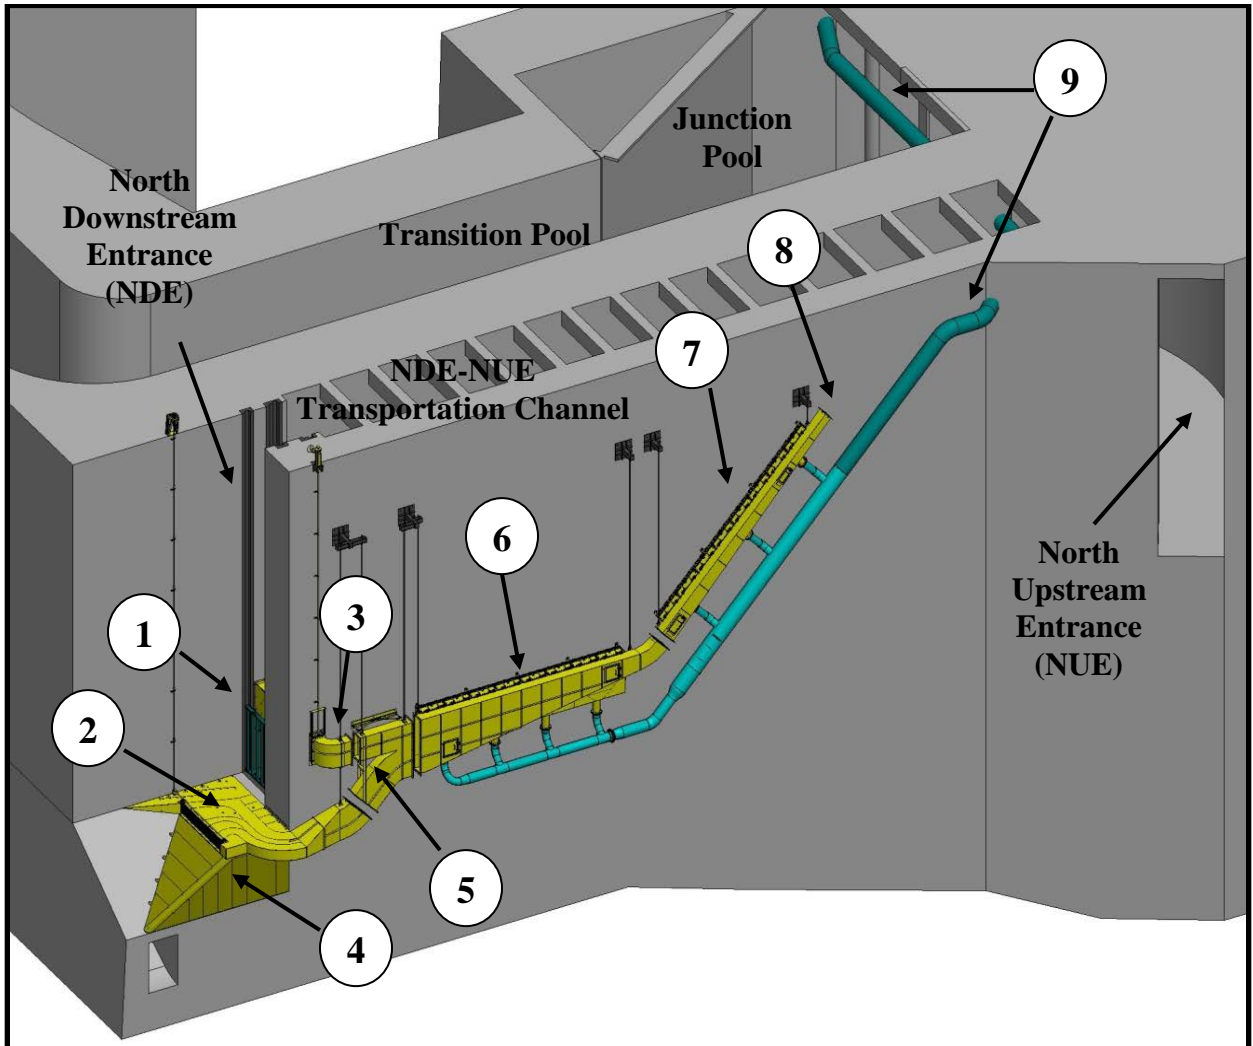 9
Junction
Pool
North
Downstream
Entrance
(NDE)
Transition Pool
8
7
NDE-NUE
Transportation Channel
6
North
Upstream
Entrance
(NUE)
3
1
2
5
4